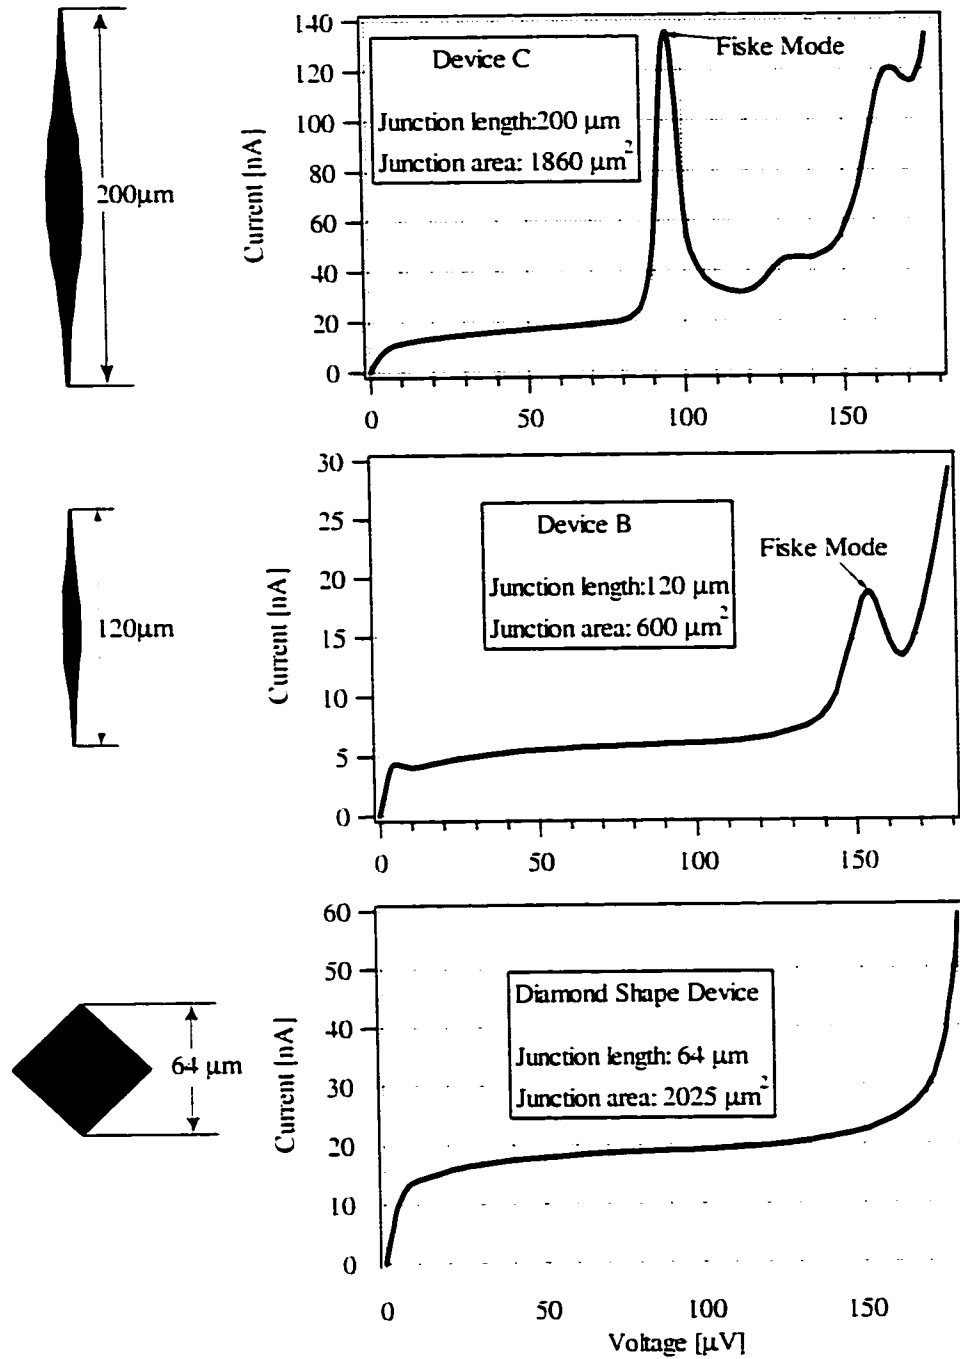 140
120
100
80
60
40
20
0
Current [nA]
Device C
Junction length:200 μm
Junction area: 1860 μm²
Fiske Mode
200μm
0
50
100
150
30
25
20
15
10
5
0
Current [nA]
Device B
Junction length:120 μm
Junction area: 600 μm²
Fiske Mode
120μm
0
50
100
150
60
50
40
30
20
10
0
Current [nA]
Diamond Shape Device
Junction length: 64 μm
Junction area: 2025 μm²
64 μm
0
50
100
150
Voltage [μV]